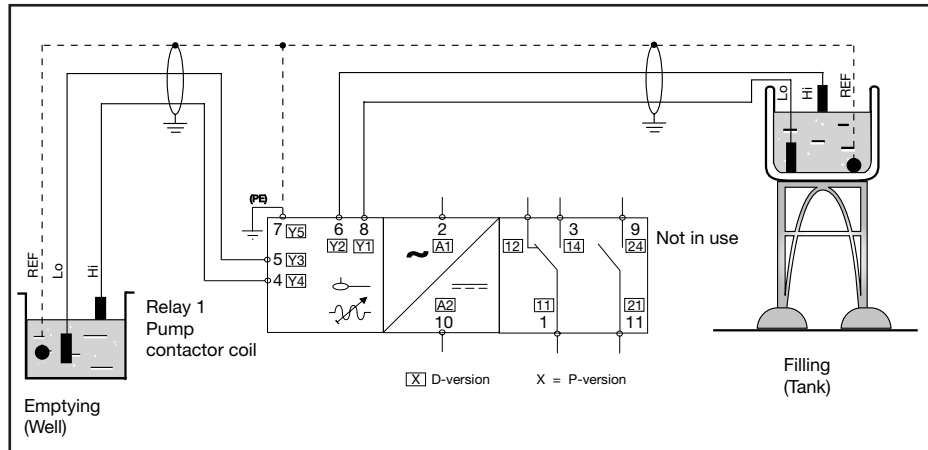 REF
Lo
Hi
Lo
Hi
REF
(PE)
7 Y5
6
Y2
8
Y1
5 Y3
4 Y4
2
A1
~
A2
10
12
3
14
9
24
11
1
21
11
Not in use
Relay 1
Pump
contactor coil
Emptying
(Well)
X D-version
X = P-version
Filling
(Tank)